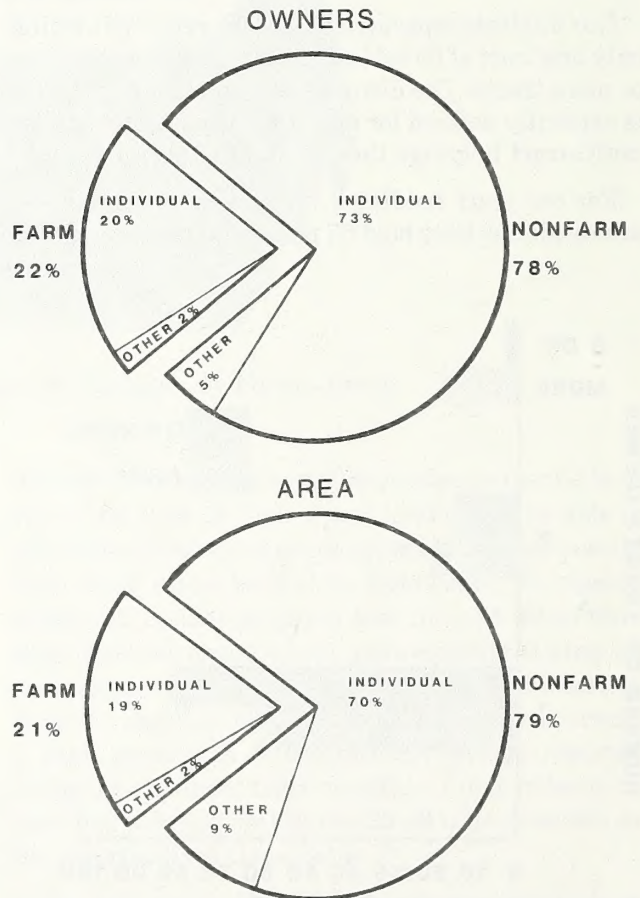 OWNERS
INDIVIDUAL
20%
INDIVIDUAL
73%
FARM
22%
NONFARM
78%
OTHER 2%
OTHER
5%
AREA
INDIVIDUAL
19%
INDIVIDUAL
70%
FARM
21%
NONFARM
79%
OTHER 2%
OTHER
9%